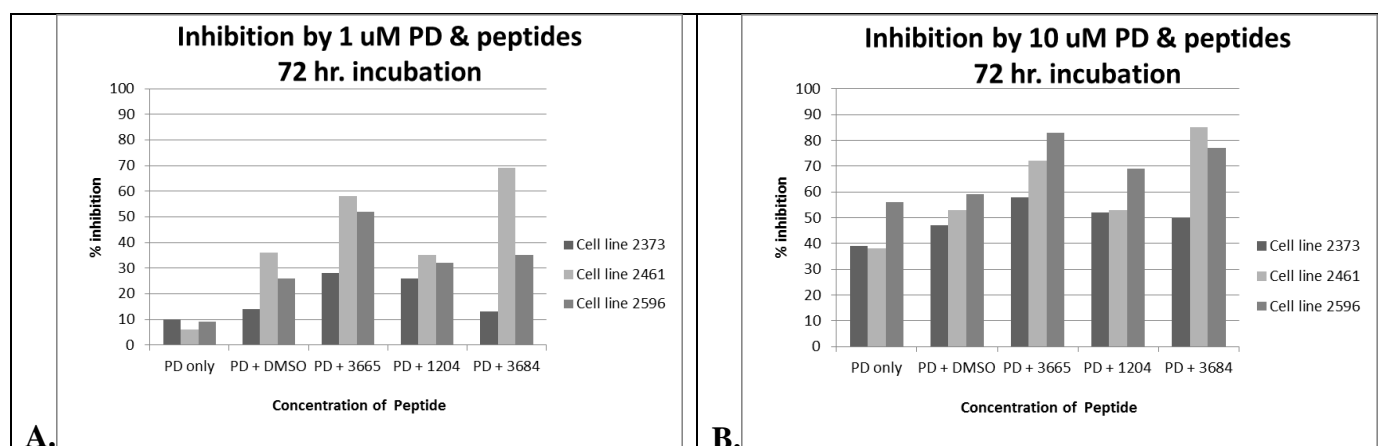 Inhibition by 1 uM PD & peptides
72 hr. incubation
100
90
80
70
60
50
40
30
20
10
0
% inhibition
PD only PD + DMSO PD + 3665 PD + 1204 PD + 3684
Concentration of Peptide
Cell line 2373
Cell line 2461
Cell line 2596
A.
Inhibition by 10 uM PD & peptides
72 hr. incubation
100
90
80
70
60
50
40
30
20
10
0
% inhibition
PD only PD + DMSO PD + 3665 PD + 1204 PD + 3684
Concentration of Peptide
Cell line 2373
Cell line 2461
Cell line 2596
B.